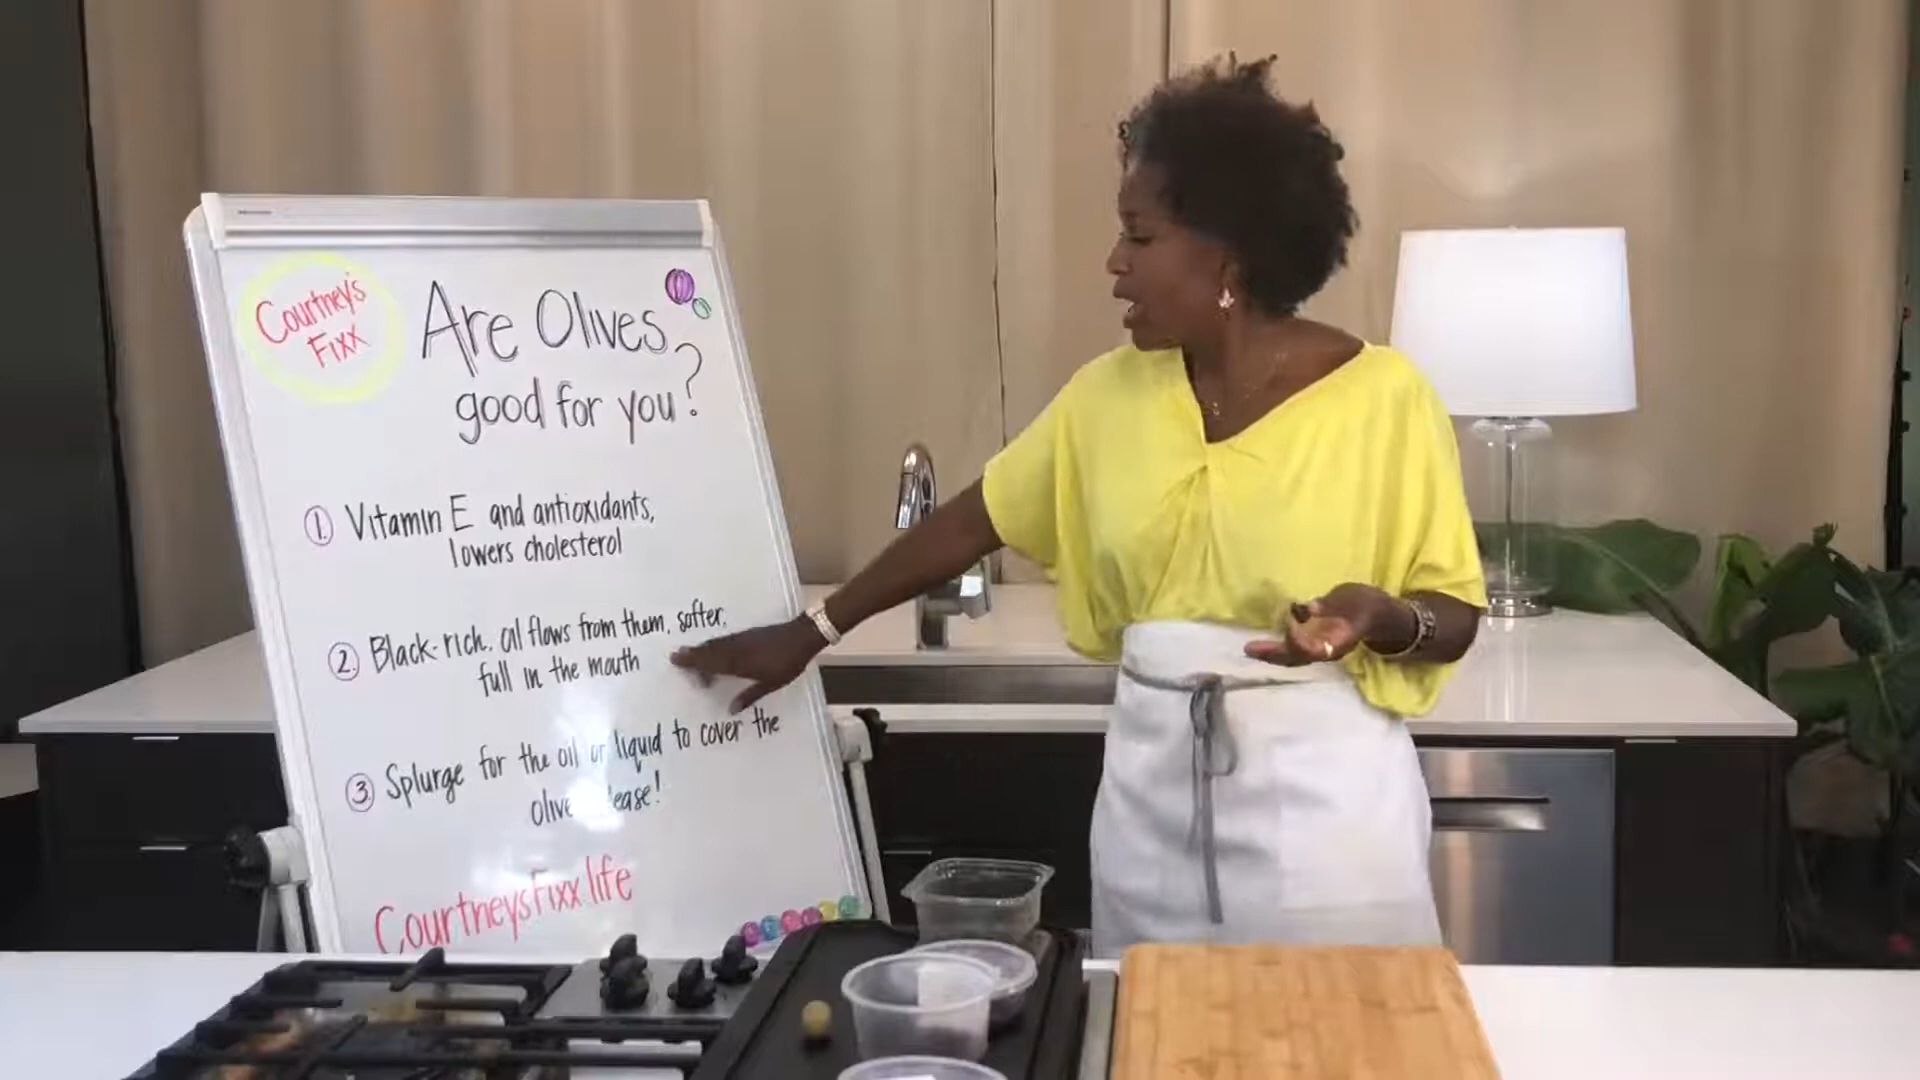 Courtney's
Fixx
Are Olives
good for you?
1. Vitamin E and antioxidants,
lowers cholesterol
2. Black-rich, oil flows from them, softer,
full in the mouth
3. Splurge for the oil or liquid to cover the
CourtneysFixx.life